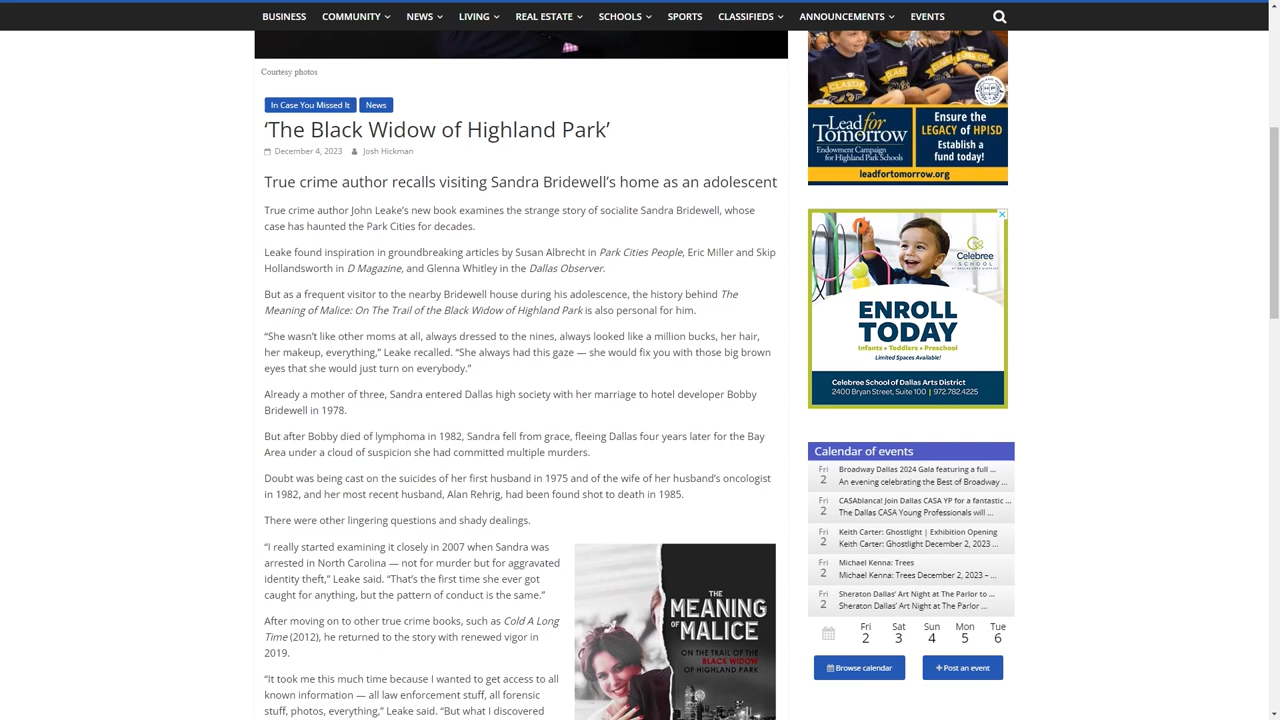 BUSINESS COMMUNITY NEWS LIVING REAL ESTATE SCHOOLS SPORTS CLASSIFIEDS ANNOUNCEMENTS EVENTS
Courtesy photos
In Case You Missed It News
‘The Black Widow of Highland Park’
December 4, 2023 Josh Hickman
True crime author recalls visiting Sandra Bridewell’s home as an adolescent
True crime author John Leake’s new book examines the strange story of socialite Sandra Bridewell, whose
case has haunted the Park Cities for decades.
Leake found inspiration in groundbreaking articles by Susan Albrecht in Park Cities People, Eric Miller and Skip
Hollandsworth in D Magazine, and Glenna Whitley in the Dallas Observer.
But as a frequent visitor to the nearby Bridewell house during his adolescence, the history behind The
Meaning of Malice: On The Trail of the Black Widow of Highland Park is also personal for him.
“She wasn’t like other moms at all, always dressed to the nines, always looked like a million bucks, her hair,
her makeup, everything,” Leake recalled. “She always had this gaze — she would fix you with those big brown
eyes that she would just turn on everybody.”
Already a mother of three, Sandra entered Dallas high society with her marriage to hotel developer Bobby
Bridewell in 1978.
But after Bobby died of lymphoma in 1982, Sandra fell from grace, fleeing Dallas four years later for the Bay
Area under a cloud of suspicion she had committed multiple murders.
Doubt was being cast on the suicides of her first husband in 1975 and of the wife of her husband’s oncologist
in 1982, and her most recent husband, Alan Rehrig, had been found shot to death in 1985.
There were other lingering questions and shady dealings.
“I really started examining it closely in 2007 when Sandra was
arrested in North Carolina — not for murder but for aggravated
identity theft,” Leake said. “That’s the first time she ever got
caught for anything, but the pattern of conduct is the same.”
After moving on to other true crime books, such as Cold A Long
Time (2012), he returned to the story with renewed vigor in
2019.
“It took me this much time because I wanted to get access to all
known information — all law enforcement stuff, all forensic
stuff, photos, everything,” Leake said. “But what I discovered
THE
MEANING
OF MALICE
ON THE TRAIL OF THE
BLACK WIDOW
OF HIGHLAND PARK
CLASS OF
HP
Lead for
Tomorrow
Endowment Campaign
for Highland Park Schools
Ensure the
LEGACY of HPISD
Establish a
fund today!
leadfortomorrow.org
Celebree
SCHOOL
OF DALLAS ARTS DISTRICT
ENROLL
TODAY
Infants • Toddlers • Preschool
Limited Spaces Available!
Celebree School of Dallas Arts District
2400 Bryan Street, Suite 100 | 972.782.4225
Calendar of events
Fri
2
Broadway Dallas 2024 Gala featuring a full ...
An evening celebrating the Best of Broadway ...
Fri
2
CASAblanca! Join Dallas CASA YP for a fantastic ...
The Dallas CASA Young Professionals will ...
Fri
2
Keith Carter: Ghostlight | Exhibition Opening
Keith Carter: Ghostlight December 2, 2023 ...
Fri
2
Michael Kenna: Trees
Michael Kenna: Trees December 2, 2023 – ...
Fri
2
Sheraton Dallas’ Art Night at The Parlor to ...
Sheraton Dallas’ Art Night at The Parlor ...
Fri Sat Sun Mon Tue
2 3 4 5 6
Browse calendar Post an event